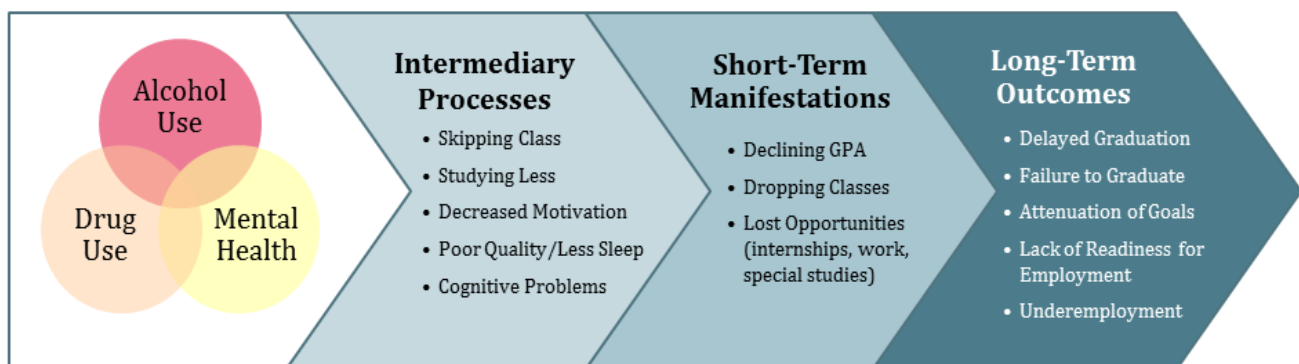 Alcohol
Use
Drug
Use
Mental
Health
Intermediary
Processes
• Skipping Class
• Studying Less
• Decreased Motivation
• Poor Quality/Less Sleep
• Cognitive Problems
Short-Term
Manifestations
• Declining GPA
• Dropping Classes
• Lost Opportunities
(internships, work,
special studies)
Long-Term
Outcomes
• Delayed Graduation
• Failure to Graduate
• Attenuation of Goals
• Lack of Readiness for
Employment
• Underemployment